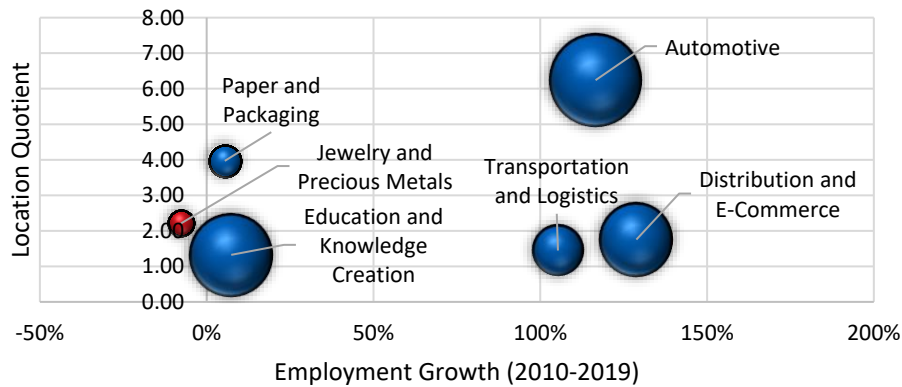 8.00
7.00
6.00
5.00
4.00
3.00
2.00
1.00
0.00
Location Quotient
Automotive
Paper and
Packaging
Jewelry and
Precious Metals
Transportation
and Logistics
Distribution and
E-Commerce
Education and
Knowledge
Creation
-50%
0%
50%
100%
150%
200%
Employment Growth (2010-2019)